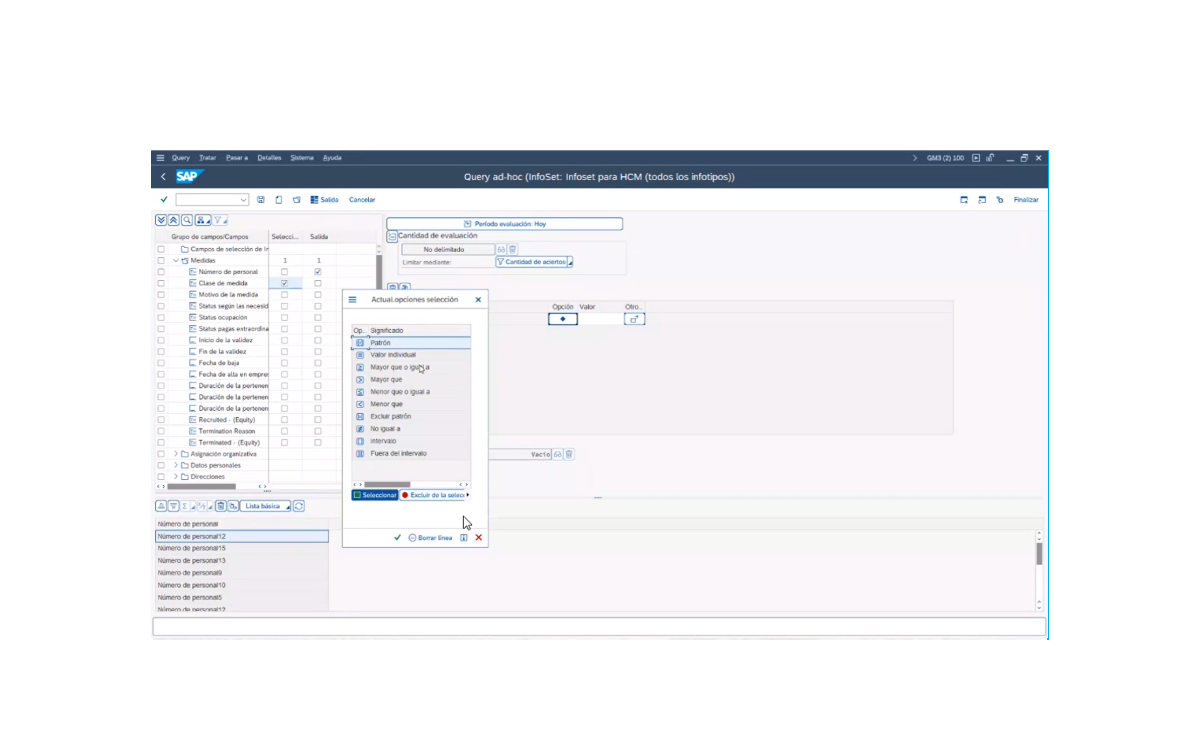 Query Tratar Pasar a Detalles Sistema Ayuda GM3 (2) 100
SAP Query ad-hoc (InfoSet: Infoset para HCM (todos los infotipos))
Salida Cancelar Finalizar
Grupo de campos/Campos Selecci... Salida
Campos de selección de In
Medidas 1 1
Número de personal
Clase de medida
Motivo de la medida
Status según las necesid
Status ocupación
Status pagas extraordina
Inicio de la validez
Fin de la validez
Fecha de baja
Fecha de alta en empres
Duración de la pertenen
Duración de la pertenen
Duración de la pertenen
Recruited - (Equity)
Termination Reason
Terminated - (Equity)
Asignación organizativa
Datos personales
Direcciones
Período evaluación: Hoy
Cantidad de evaluación
No delimitado
Limitar mediante: Cantidad de aciertos
Opción Valor Otro..
Vacío
Actual.opciones selección
Op.. Significado
Patrón
Valor individual
Mayor que o igual a
Mayor que
Menor que o igual a
Menor que
Excluir patrón
No igual a
Intervalo
Fuera del intervalo
Seleccionar Excluir de la selecc
Borrar línea
Lista básica
Número de personal
Número de personal12
Número de personal15
Número de personal13
Número de personal9
Número de personal10
Número de personal5
Número de personal12